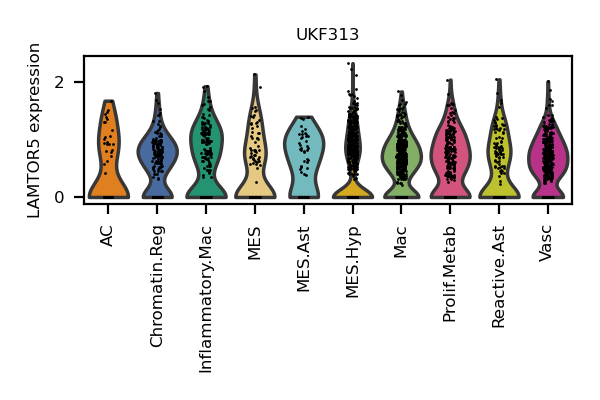 UKF313
LAMTOR5 expression
2
0
AC
Chromatin.Reg
Inflammatory.Mac
MES
MES.Ast
MES.Hyp
Mac
Prolif.Metab
Reactive.Ast
Vasc